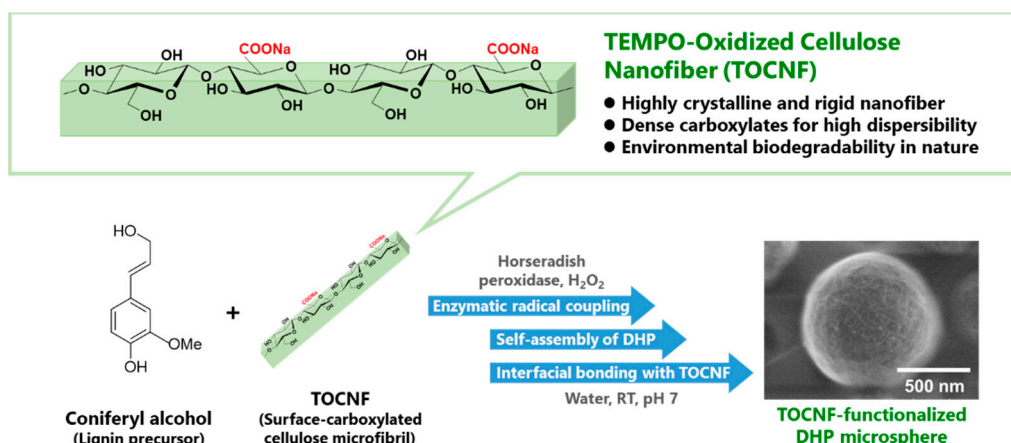 TEMPO-Oxidized Cellulose
Nanofiber (TOCNF)
● Highly crystalline and rigid nanofiber
● Dense carboxylates for high dispersibility
● Environmental biodegradability in nature
COONa
COONa
OH
OH
HO
O
O
HO
OH
O
O
OH
HO
O
O
HO
OH
O
O
OH
HO
OMe
OH
Coniferyl alcohol
(Lignin precursor)
+
COONa
COONa
TOCNF
(Surface-carboxylated
cellulose microfibril)
Horseradish
peroxidase, H₂O₂
Enzymatic radical coupling
Self-assembly of DHP
Interfacial bonding with TOCNF
Water, RT, pH 7
500 nm
TOCNF-functionalized
DHP microsphere